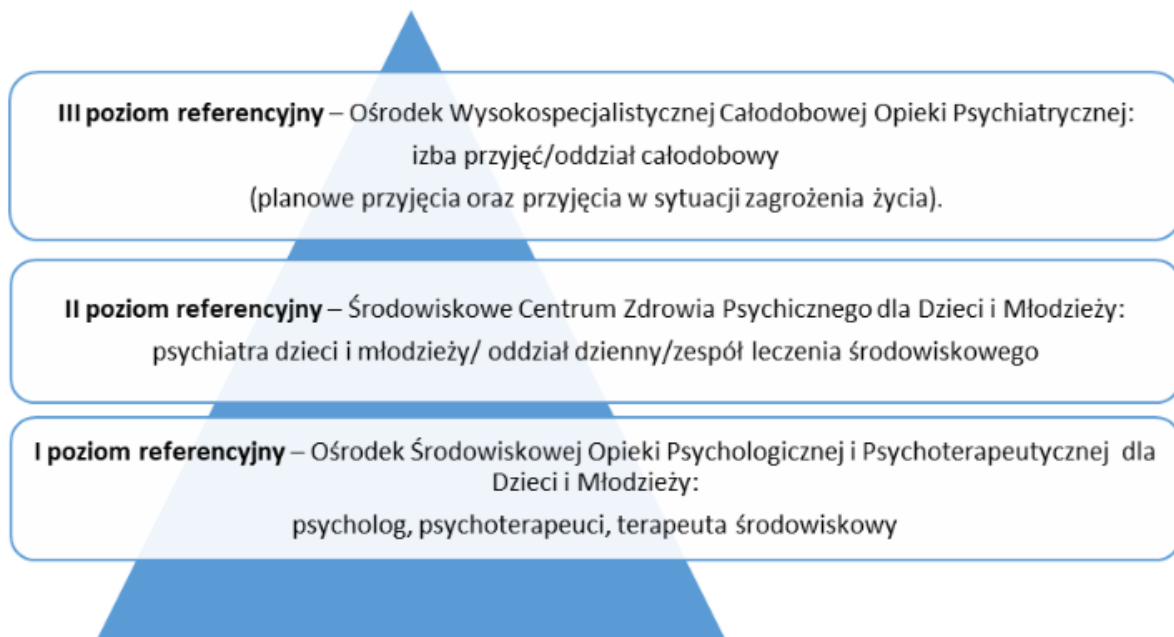 III poziom referencyjny – Ośrodek Wysokospecjalistycznej Całodobowej Opieki Psychiatrycznej:
izba przyjęć/oddział całodobowy
(planowe przyjęcia oraz przyjęcia w sytuacji zagrożenia życia).
II poziom referencyjny – Środowiskowe Centrum Zdrowia Psychicznego dla Dzieci i Młodzieży:
psychiatra dzieci i młodzieży/ oddział dzienny/zespół leczenia środowiskowego
I poziom referencyjny – Ośrodek Środowiskowej Opieki Psychologicznej i Psychoterapeutycznej dla
Dzieci i Młodzieży:
psycholog, psychoterapeuci, terapeuta środowiskowy